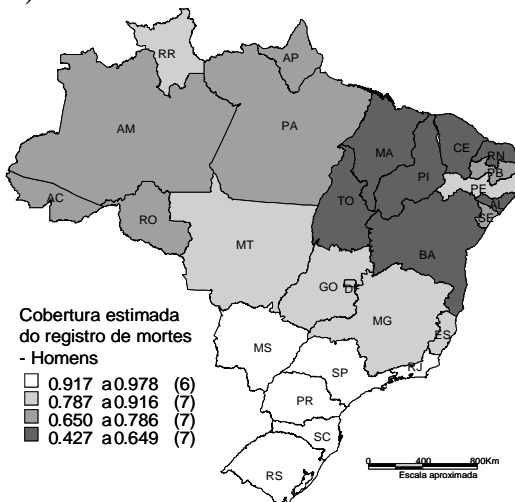 RR
AP
AM
PA
MA
CE
RN
PB
PE
AL
SE
PI
AC
RO
TO
BA
MT
GO
DF
MG
ES
MS
SP
RJ
PR
SC
RS
Cobertura estimada
do registro de mortes
- Homens
0.917 a 0.978 (6)
0.787 a 0.916 (7)
0.650 a 0.786 (7)
0.427 a 0.649 (7)
0 400 800Km
Escala aproximada